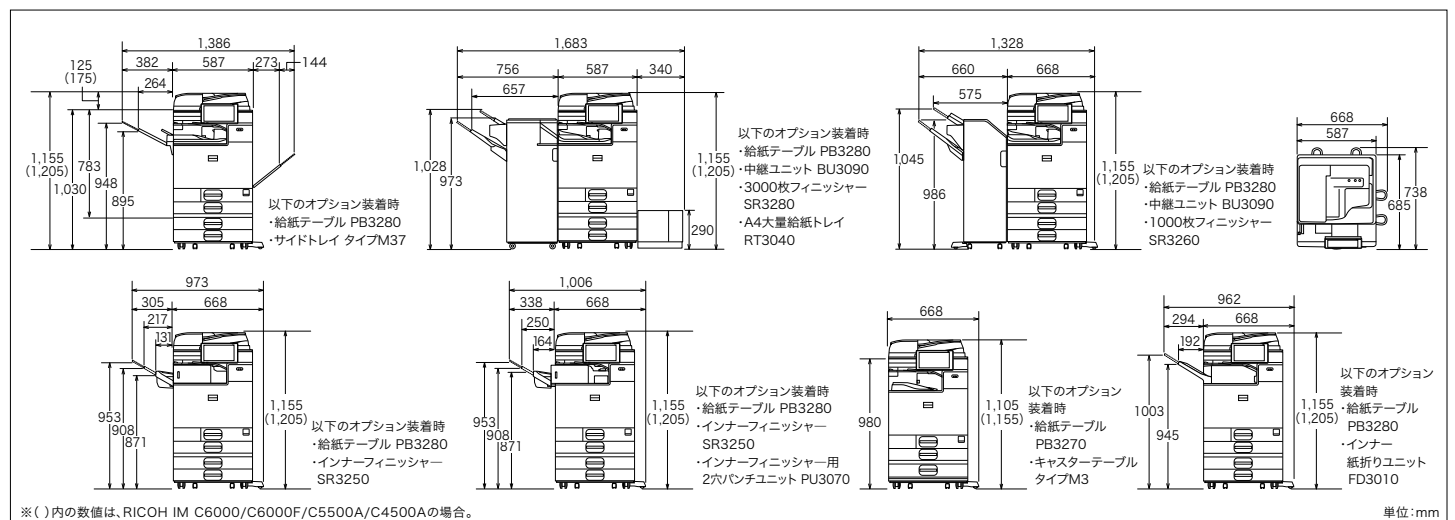 1,386
382 587 273 144
125
(175)
264
1,155
(1,205)
1,030
783
948
895
以下のオプション装着時
・給紙テーブル PB3280
・サイドトレイ タイプM37
1,683
756 587 340
657
1,028
973
1,155
(1,205)
290
以下のオプション装着時
・給紙テーブル PB3280
・中継ユニット BU3090
・3000枚フィニッシャー
SR3280
・A4大量給紙トレイ
RT3040
1,328
660 668
575
1,045
986
1,155
(1,205)
以下のオプション装着時
・給紙テーブル PB3280
・中継ユニット BU3090
・1000枚フィニッシャー
SR3260
668
587
685
738
973
305 668
217
131
953
908
871
1,155
(1,205)
以下のオプション装着時
・給紙テーブル PB3280
・インナーフィニッシャー
SR3250
1,006
338 668
250
164
953
908
871
1,155
(1,205)
以下のオプション装着時
・給紙テーブル PB3280
・インナーフィニッシャー
SR3250
・インナーフィニッシャー用
2穴パンチユニット PU3070
668
980
1,105
(1,155)
以下のオプション
装着時
・給紙テーブル
PB3270
・キャスターテーブル
タイプM3
962
294 668
192
1003
945
1,155
(1,205)
以下のオプション
装着時
・給紙テーブル
PB3280
・インナー
紙折りユニット
FD3010
※( )内の数値は、RICOH IM C6000/C6000F/C5500A/C4500Aの場合。
単位:mm